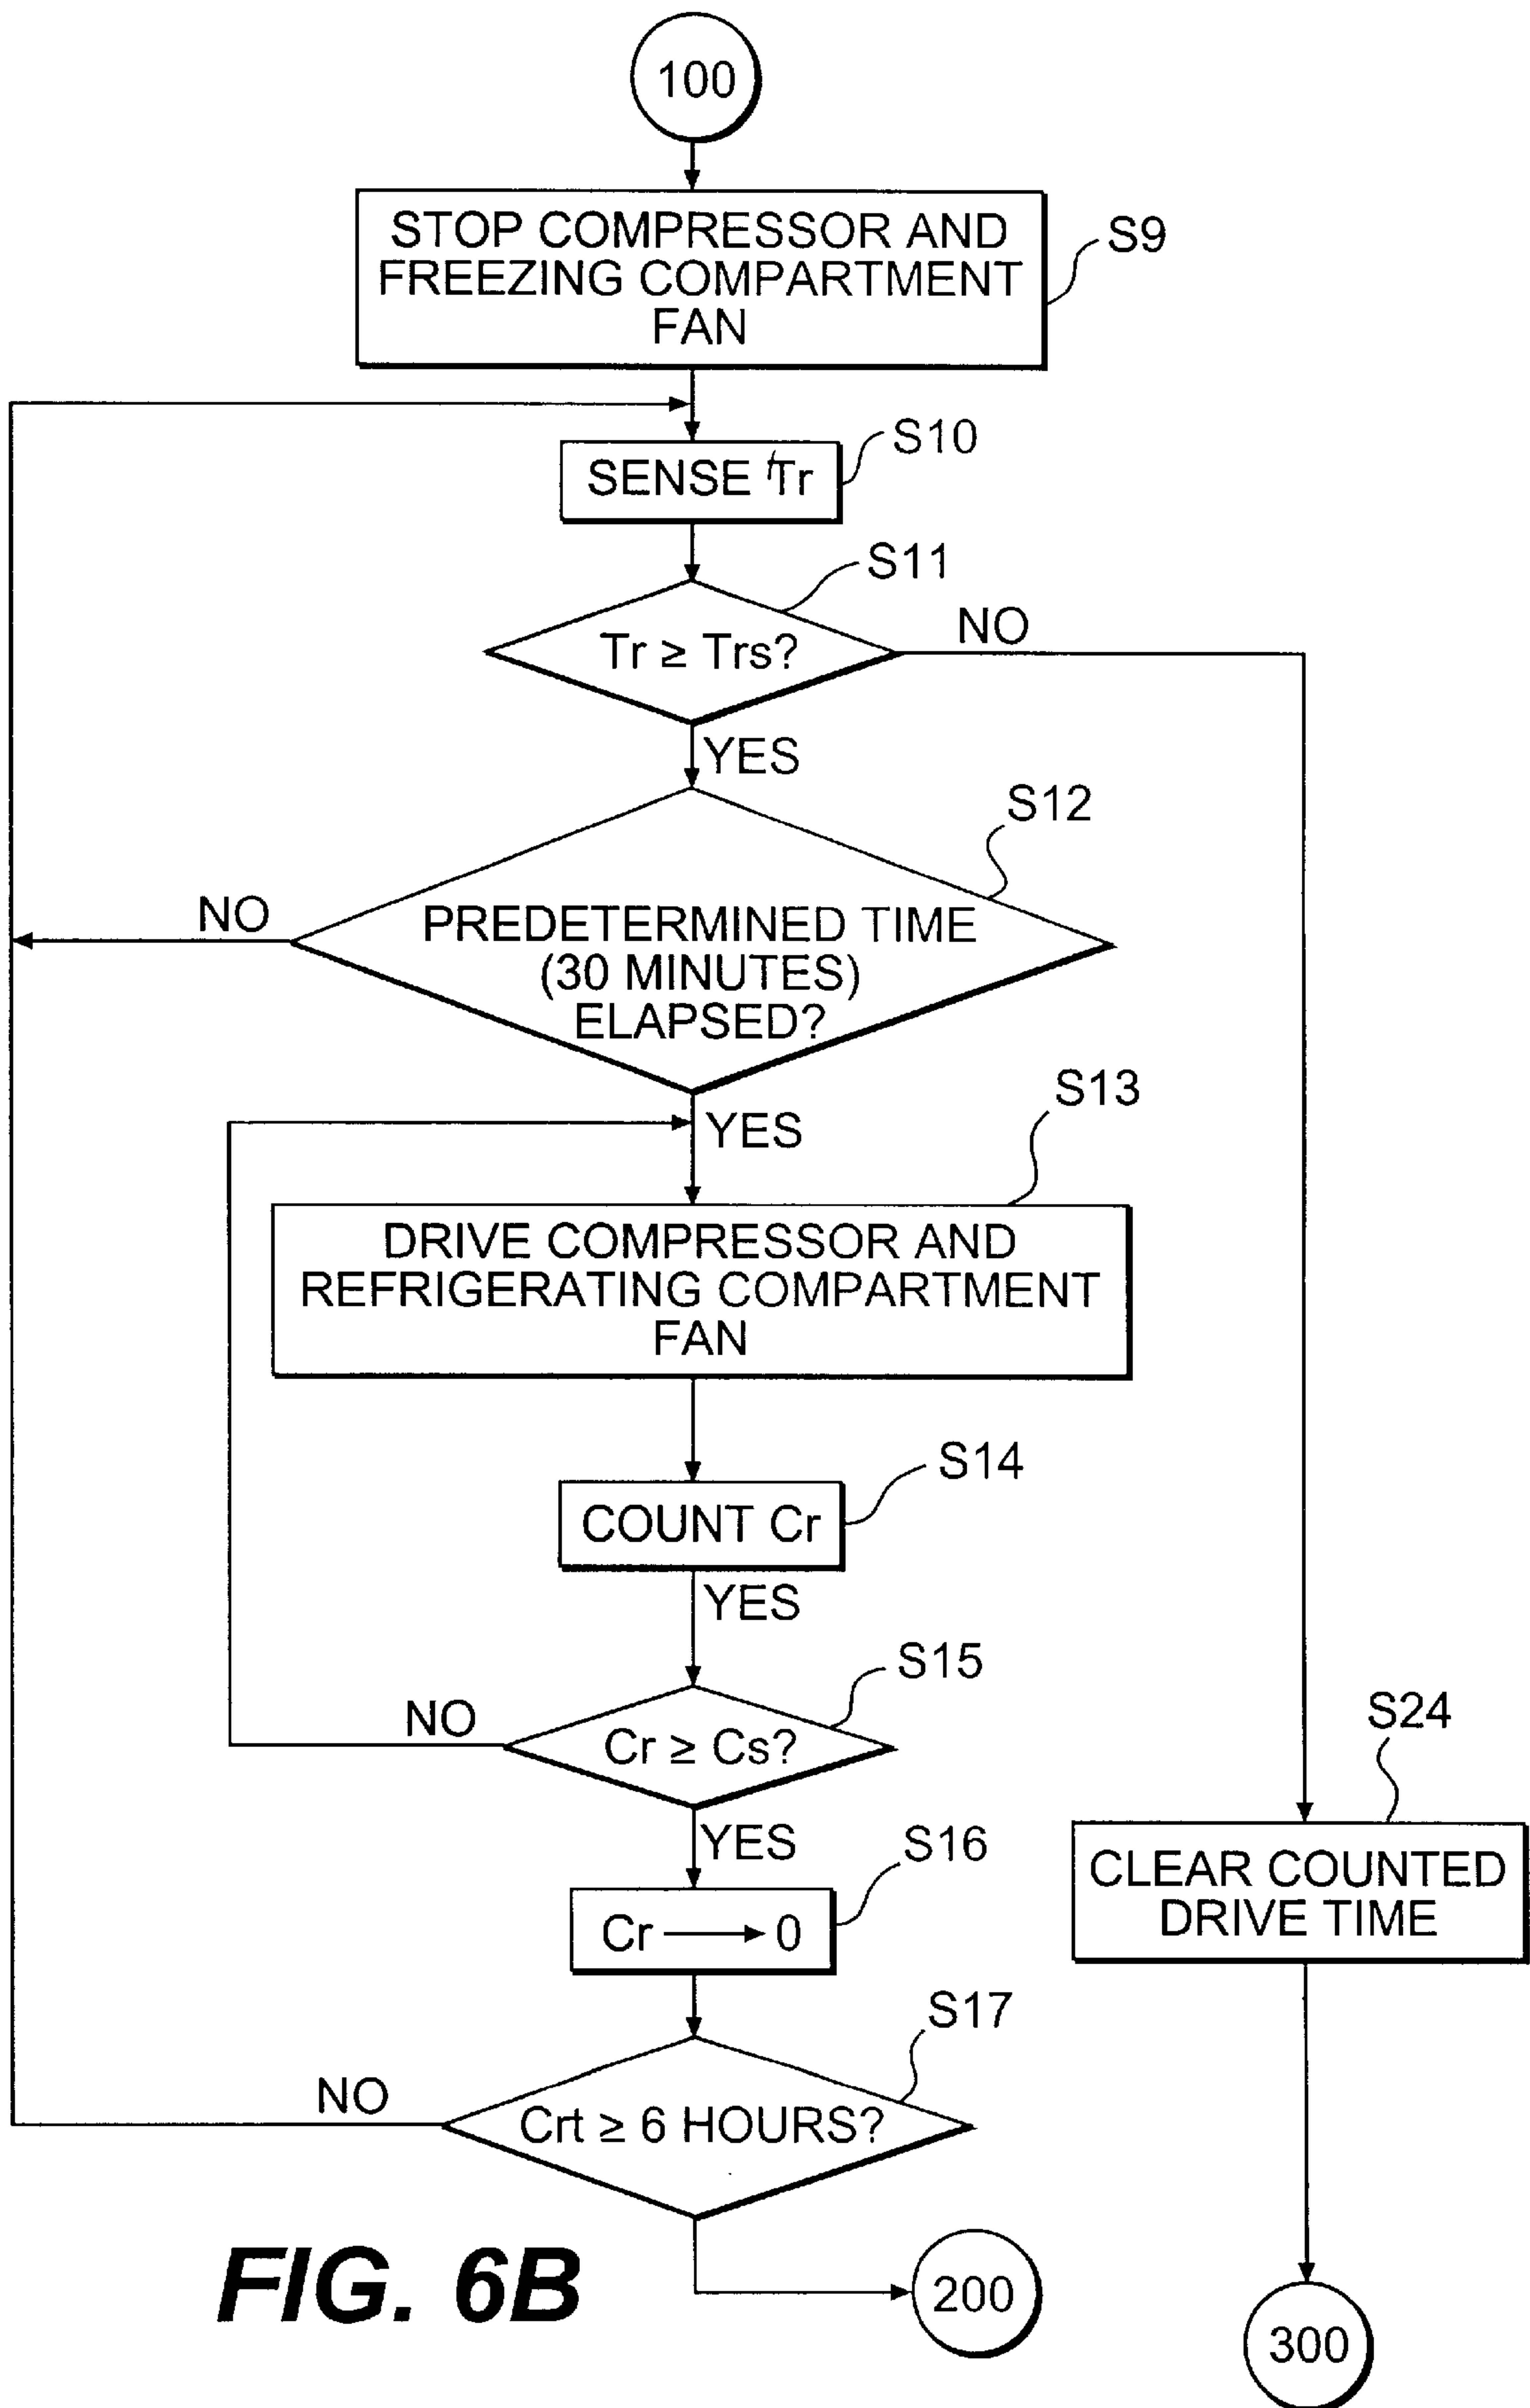 100
STOP COMPRESSOR AND
FREEZING COMPARTMENT
FAN
S9
SENSE Tr
S10
S11
Tr ≥ Trs?
NO
YES
S12
NO
PREDETERMINED TIME
(30 MINUTES)
ELAPSED?
S13
YES
DRIVE COMPRESSOR AND
REFRIGERATING COMPARTMENT
FAN
S14
COUNT Cr
YES
S15
NO
Cr ≥ Cs?
S24
YES
S16
CLEAR COUNTED
DRIVE TIME
Cr → 0
S17
NO
Crt ≥ 6 HOURS?
FIG. 6B
200
300